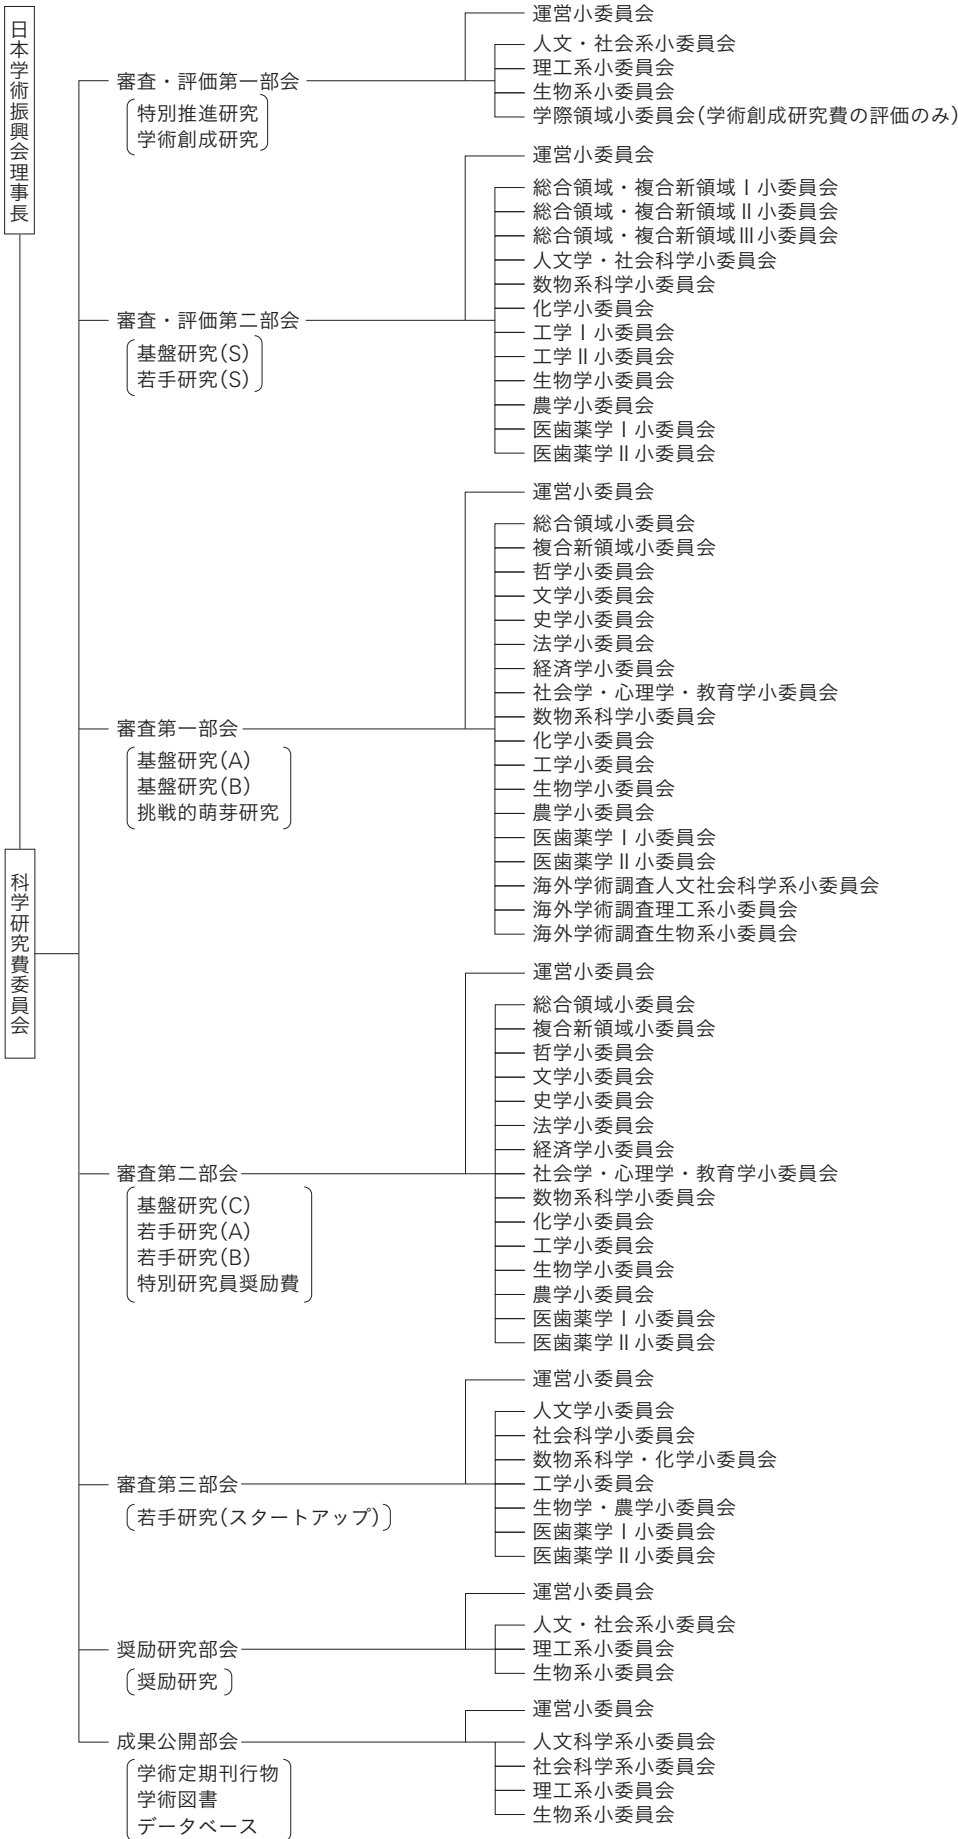 日本学術振興会理事長
科学研究費委員会
審査・評価第一部会
特別推進研究
学術創成研究
運営小委員会
人文・社会系小委員会
理工系小委員会
生物系小委員会
学際領域小委員会(学術創成研究費の評価のみ)
審査・評価第二部会
基盤研究(S)
若手研究(S)
運営小委員会
総合領域・複合新領域Ⅰ小委員会
総合領域・複合新領域Ⅱ小委員会
総合領域・複合新領域Ⅲ小委員会
人文学・社会科学小委員会
数物系科学小委員会
化学小委員会
工学Ⅰ小委員会
工学Ⅱ小委員会
生物学小委員会
農学小委員会
医歯薬学Ⅰ小委員会
医歯薬学Ⅱ小委員会
審査第一部会
基盤研究(A)
基盤研究(B)
挑戦的萌芽研究
運営小委員会
総合領域小委員会
複合新領域小委員会
哲学小委員会
文学小委員会
史学小委員会
法学小委員会
経済学小委員会
社会学・心理学・教育学小委員会
数物系科学小委員会
化学小委員会
工学小委員会
生物学小委員会
農学小委員会
医歯薬学Ⅰ小委員会
医歯薬学Ⅱ小委員会
海外学術調査人文社会科学系小委員会
海外学術調査理工系小委員会
海外学術調査生物系小委員会
審査第二部会
基盤研究(C)
若手研究(A)
若手研究(B)
特別研究員奨励費
運営小委員会
総合領域小委員会
複合新領域小委員会
哲学小委員会
文学小委員会
史学小委員会
法学小委員会
経済学小委員会
社会学・心理学・教育学小委員会
数物系科学小委員会
化学小委員会
工学小委員会
生物学小委員会
農学小委員会
医歯薬学Ⅰ小委員会
医歯薬学Ⅱ小委員会
審査第三部会
若手研究(スタートアップ)
運営小委員会
人文学小委員会
社会科学小委員会
数物系科学・化学小委員会
工学小委員会
生物学・農学小委員会
医歯薬学Ⅰ小委員会
医歯薬学Ⅱ小委員会
奨励研究部会
奨励研究
運営小委員会
人文・社会系小委員会
理工系小委員会
生物系小委員会
成果公開部会
学術定期刊行物
学術図書
データベース
運営小委員会
人文科学系小委員会
社会科学系小委員会
理工系小委員会
生物系小委員会